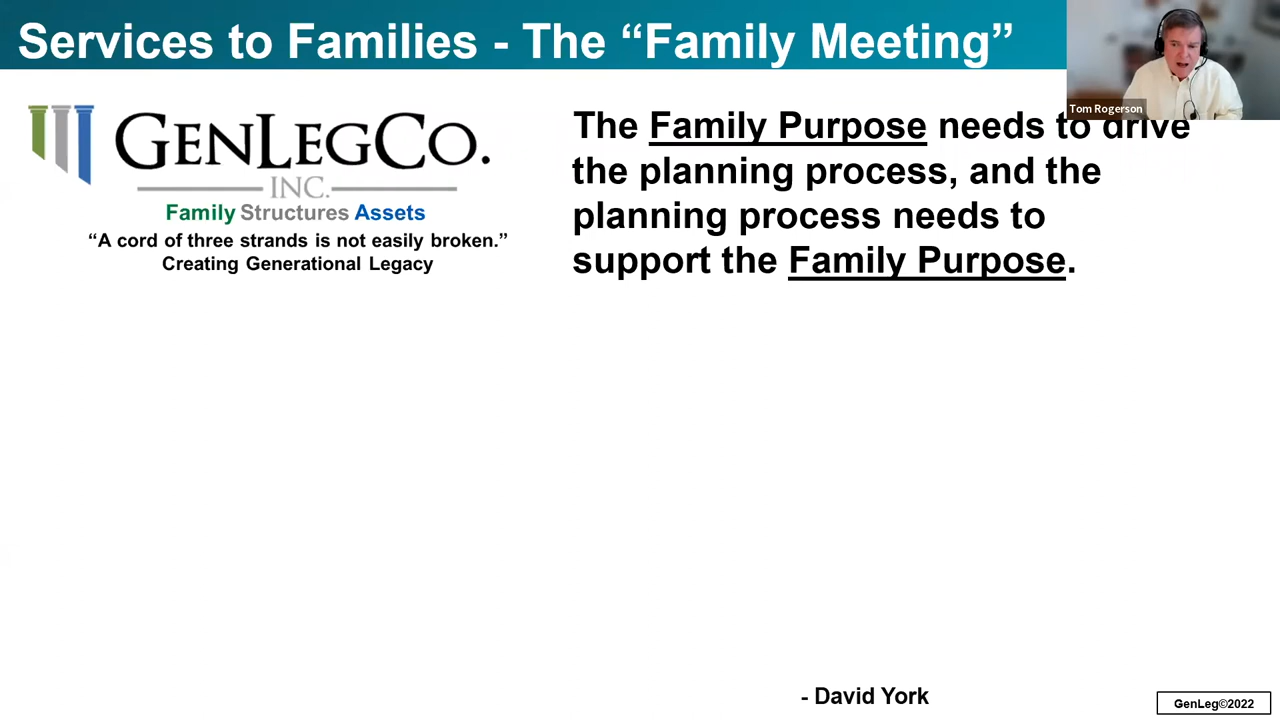 Services to Families - The “Family Meeting”
Tom Rogerson
GENLEGCO.
INC.
Family Structures Assets
“A cord of three strands is not easily broken.”
Creating Generational Legacy
The Family Purpose needs to drive
the planning process, and the
planning process needs to
support the Family Purpose.
- David York
GenLeg©2022